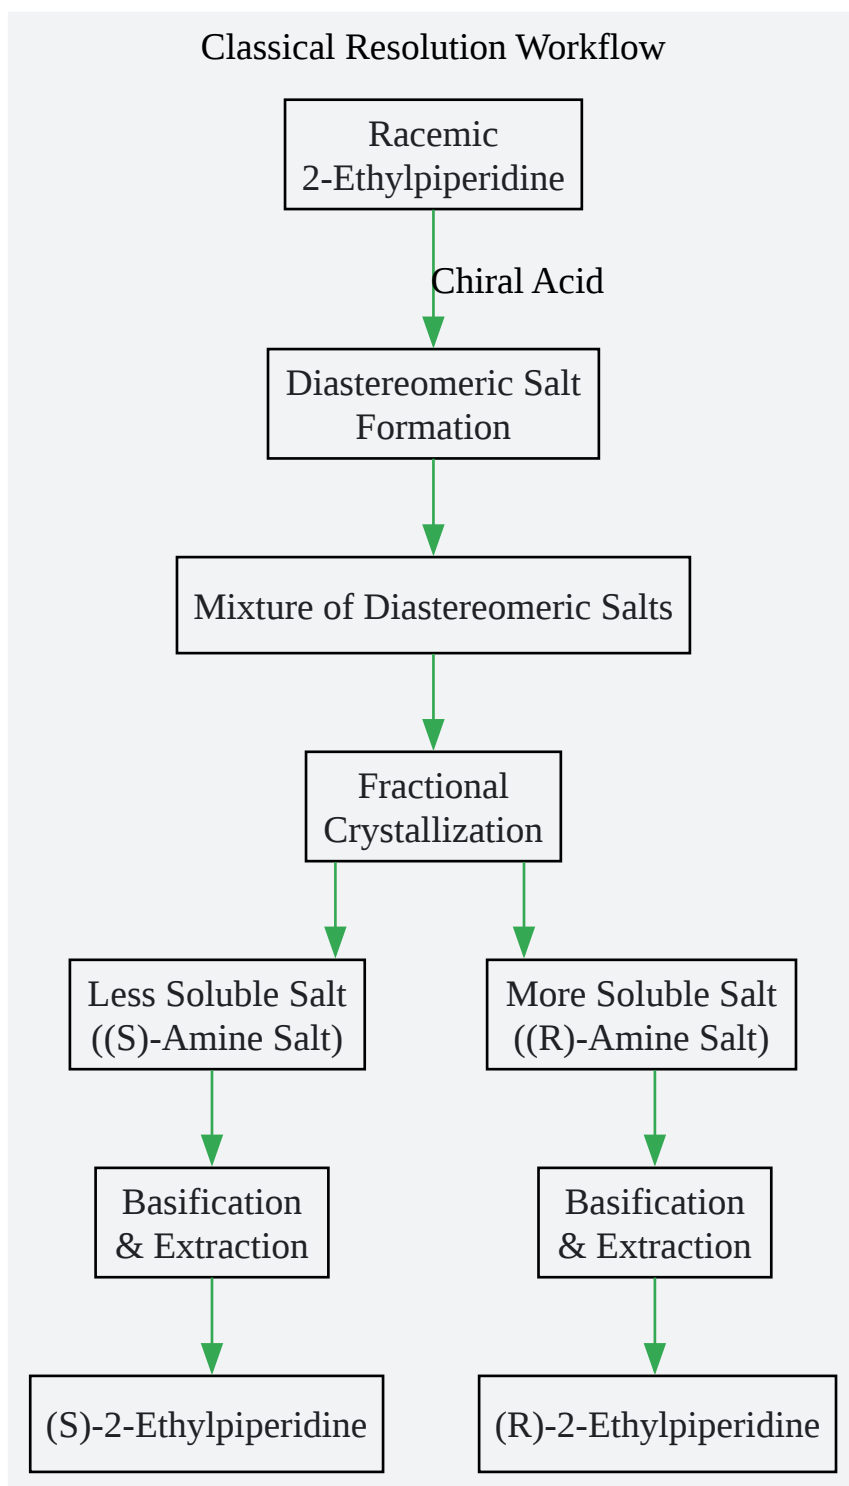 Classical Resolution Workflow
Racemic
2-Ethylpiperidine
Chiral Acid
Diastereomeric Salt
Formation
Mixture of Diastereomeric Salts
Fractional
Crystallization
Less Soluble Salt
((S)-Amine Salt)
More Soluble Salt
((R)-Amine Salt)
Basification
& Extraction
Basification
& Extraction
(S)-2-Ethylpiperidine
(R)-2-Ethylpiperidine